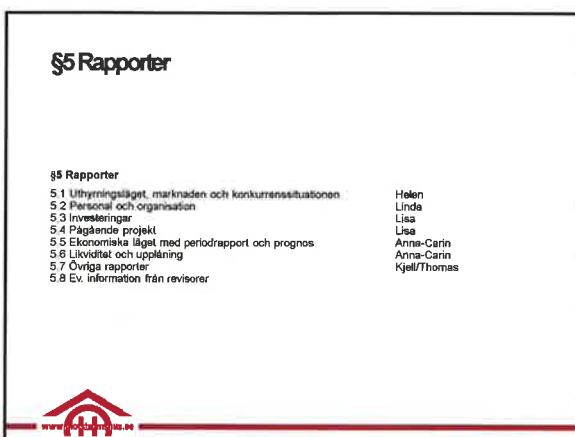 §5 Rapporter
§5 Rapporter
5.1 Uthyrningsläget, marknaden och konkurrenssituationen Helen
5.2 Personal och organisation Linda
5.3 Investeringar Lisa
5.4 Pågående projekt Lisa
5.5 Ekonomiska läget med periodrapport och prognos Anna-Carin
5.6 Likviditet och upplåning Anna-Carin
5.7 Övriga rapporter Kjell/Thomas
5.8 Ev. information från revisorer